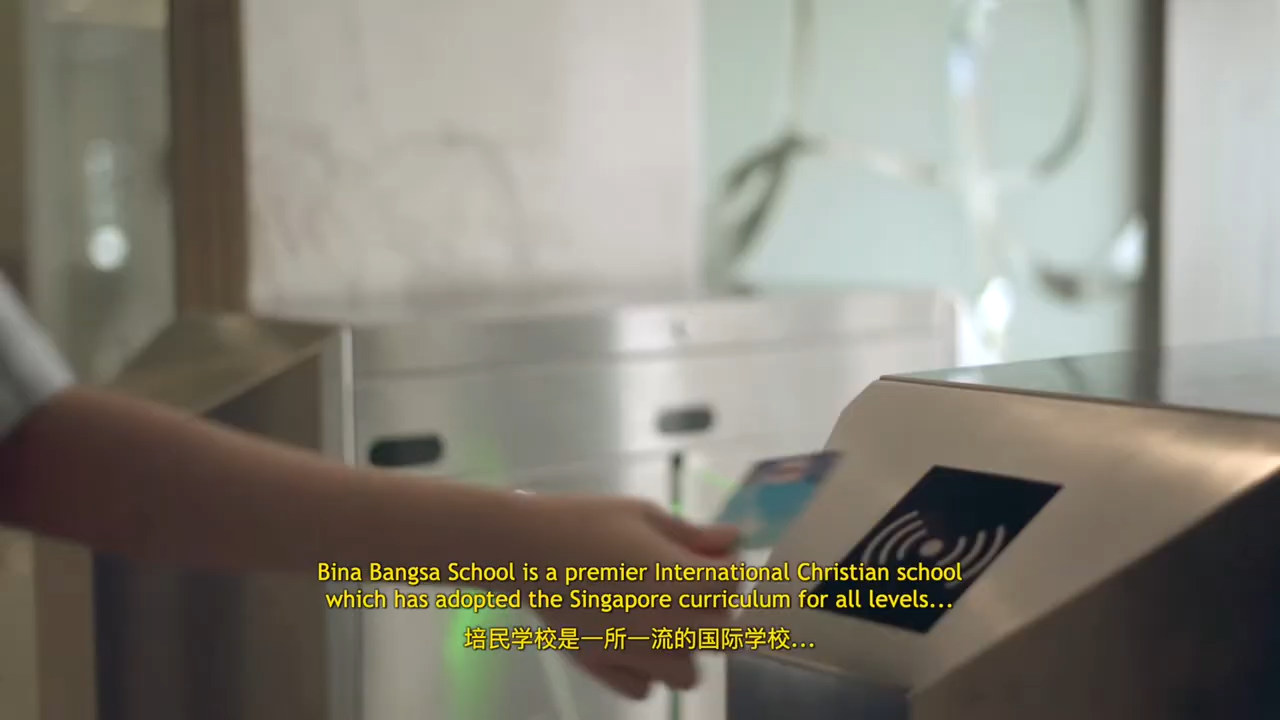 Bina Bangsa School is a premier International Christian school
which has adopted the Singapore curriculum for all levels...
培民学校是一所一流的国际学校...